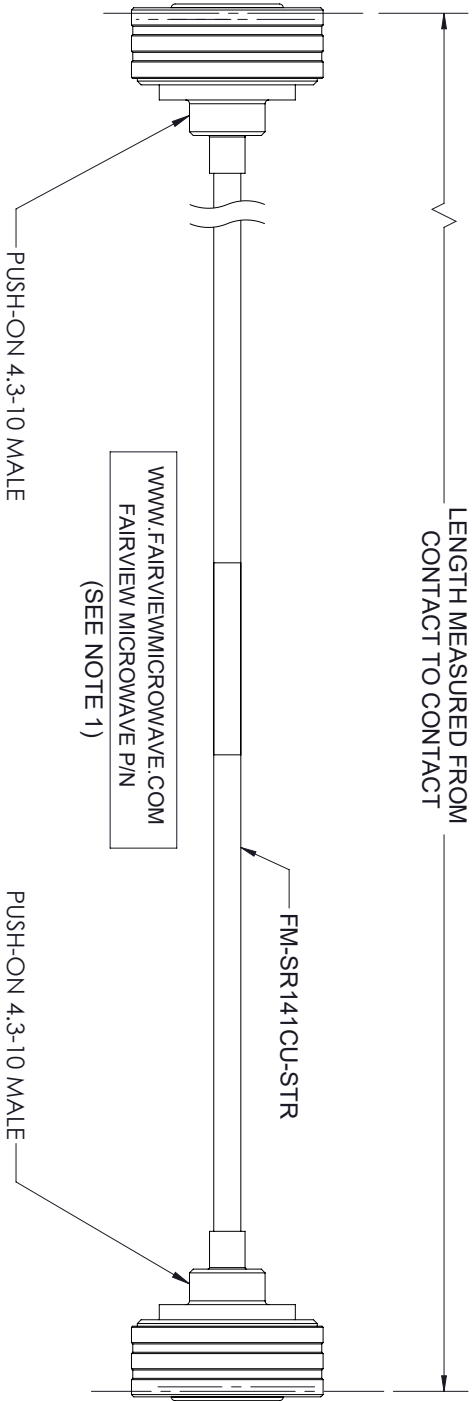 LENGTH MEASURED FROM
CONTACT TO CONTACT
FM-SR141CU-STR
WWW.FAIRVIEWMICROWAVE.COM
FAIRVIEW MICROWAVE P/N
(SEE NOTE 1)
PUSH-ON 4.3-10 MALE
PUSH-ON 4.3-10 MALE